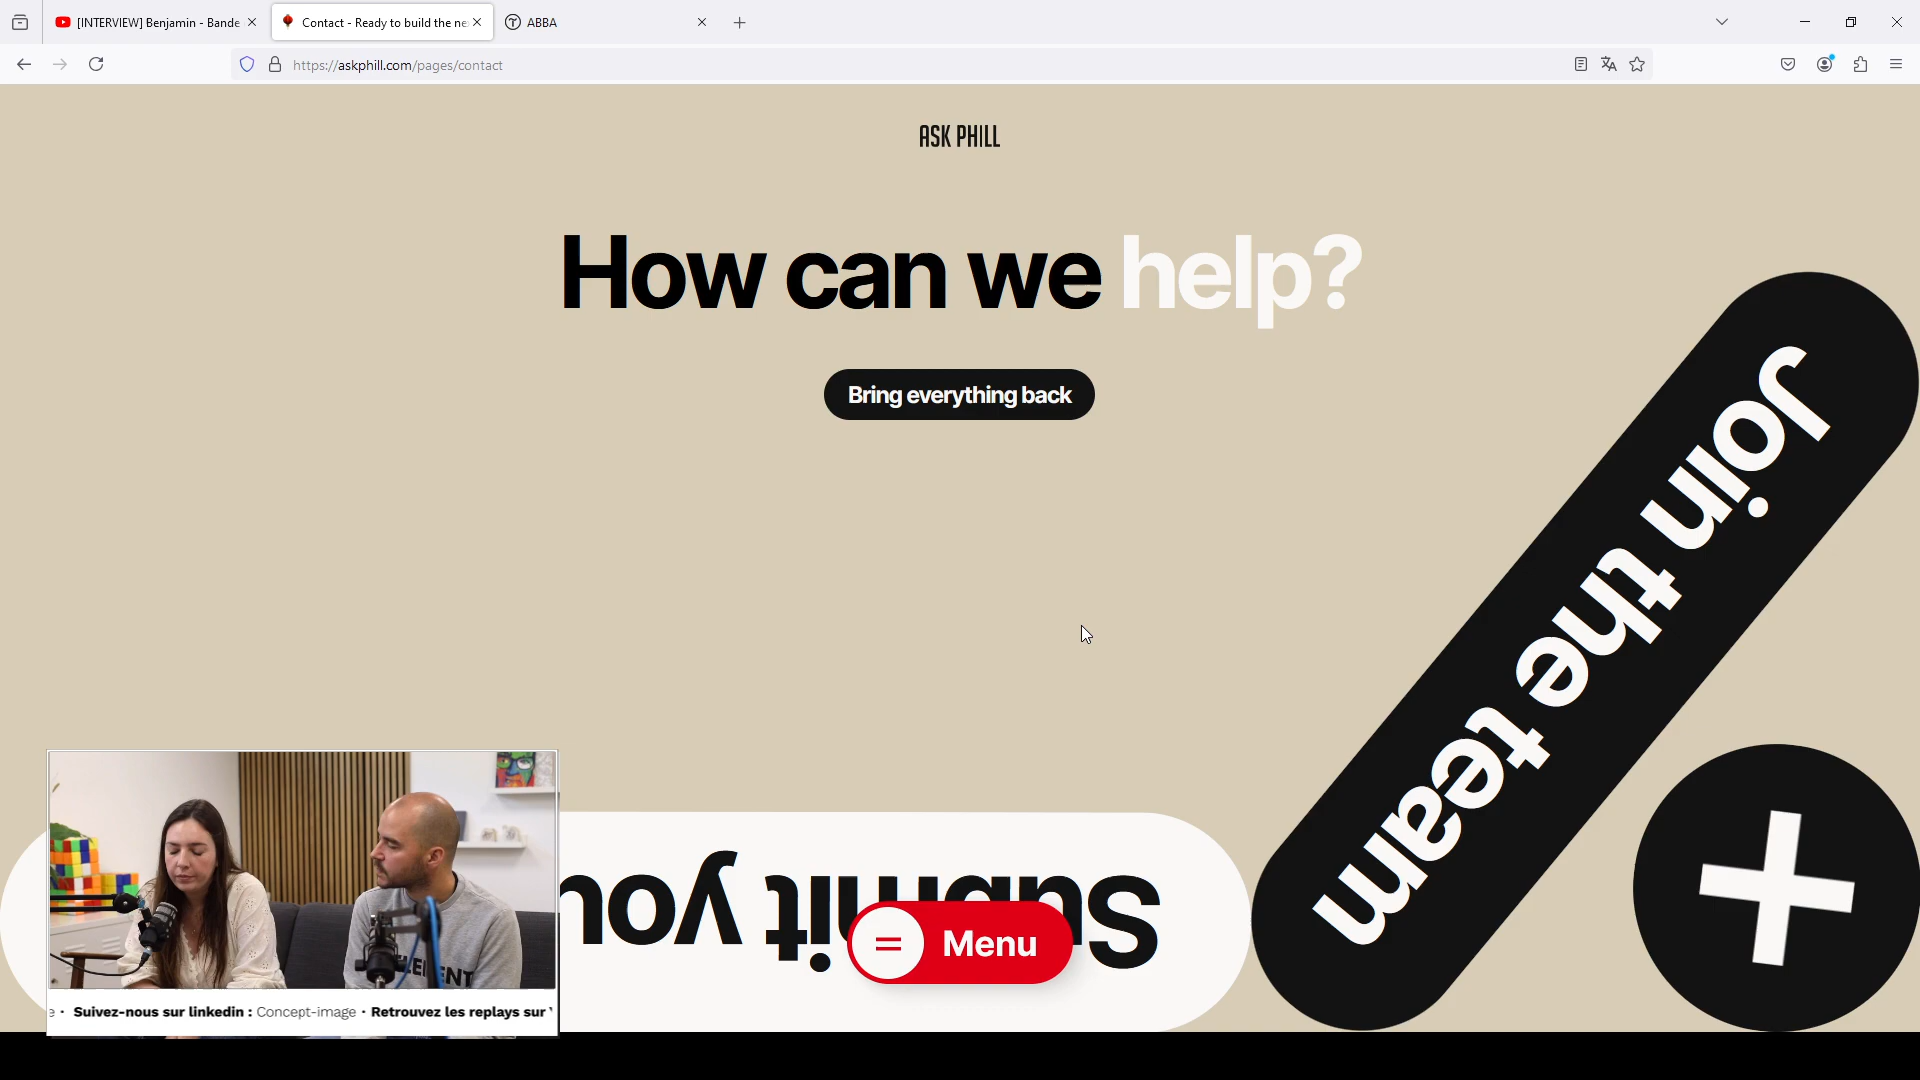 [INTERVIEW] Benjamin - Bande
Contact - Ready to build the ne
ABBA
https://askphill.com/pages/contact
ASK PHILL
How can we help?
Bring everything back
Join the team
Submit you
Menu
e · Suivez-nous sur linkedin : Concept-image · Retrouvez les replays sur